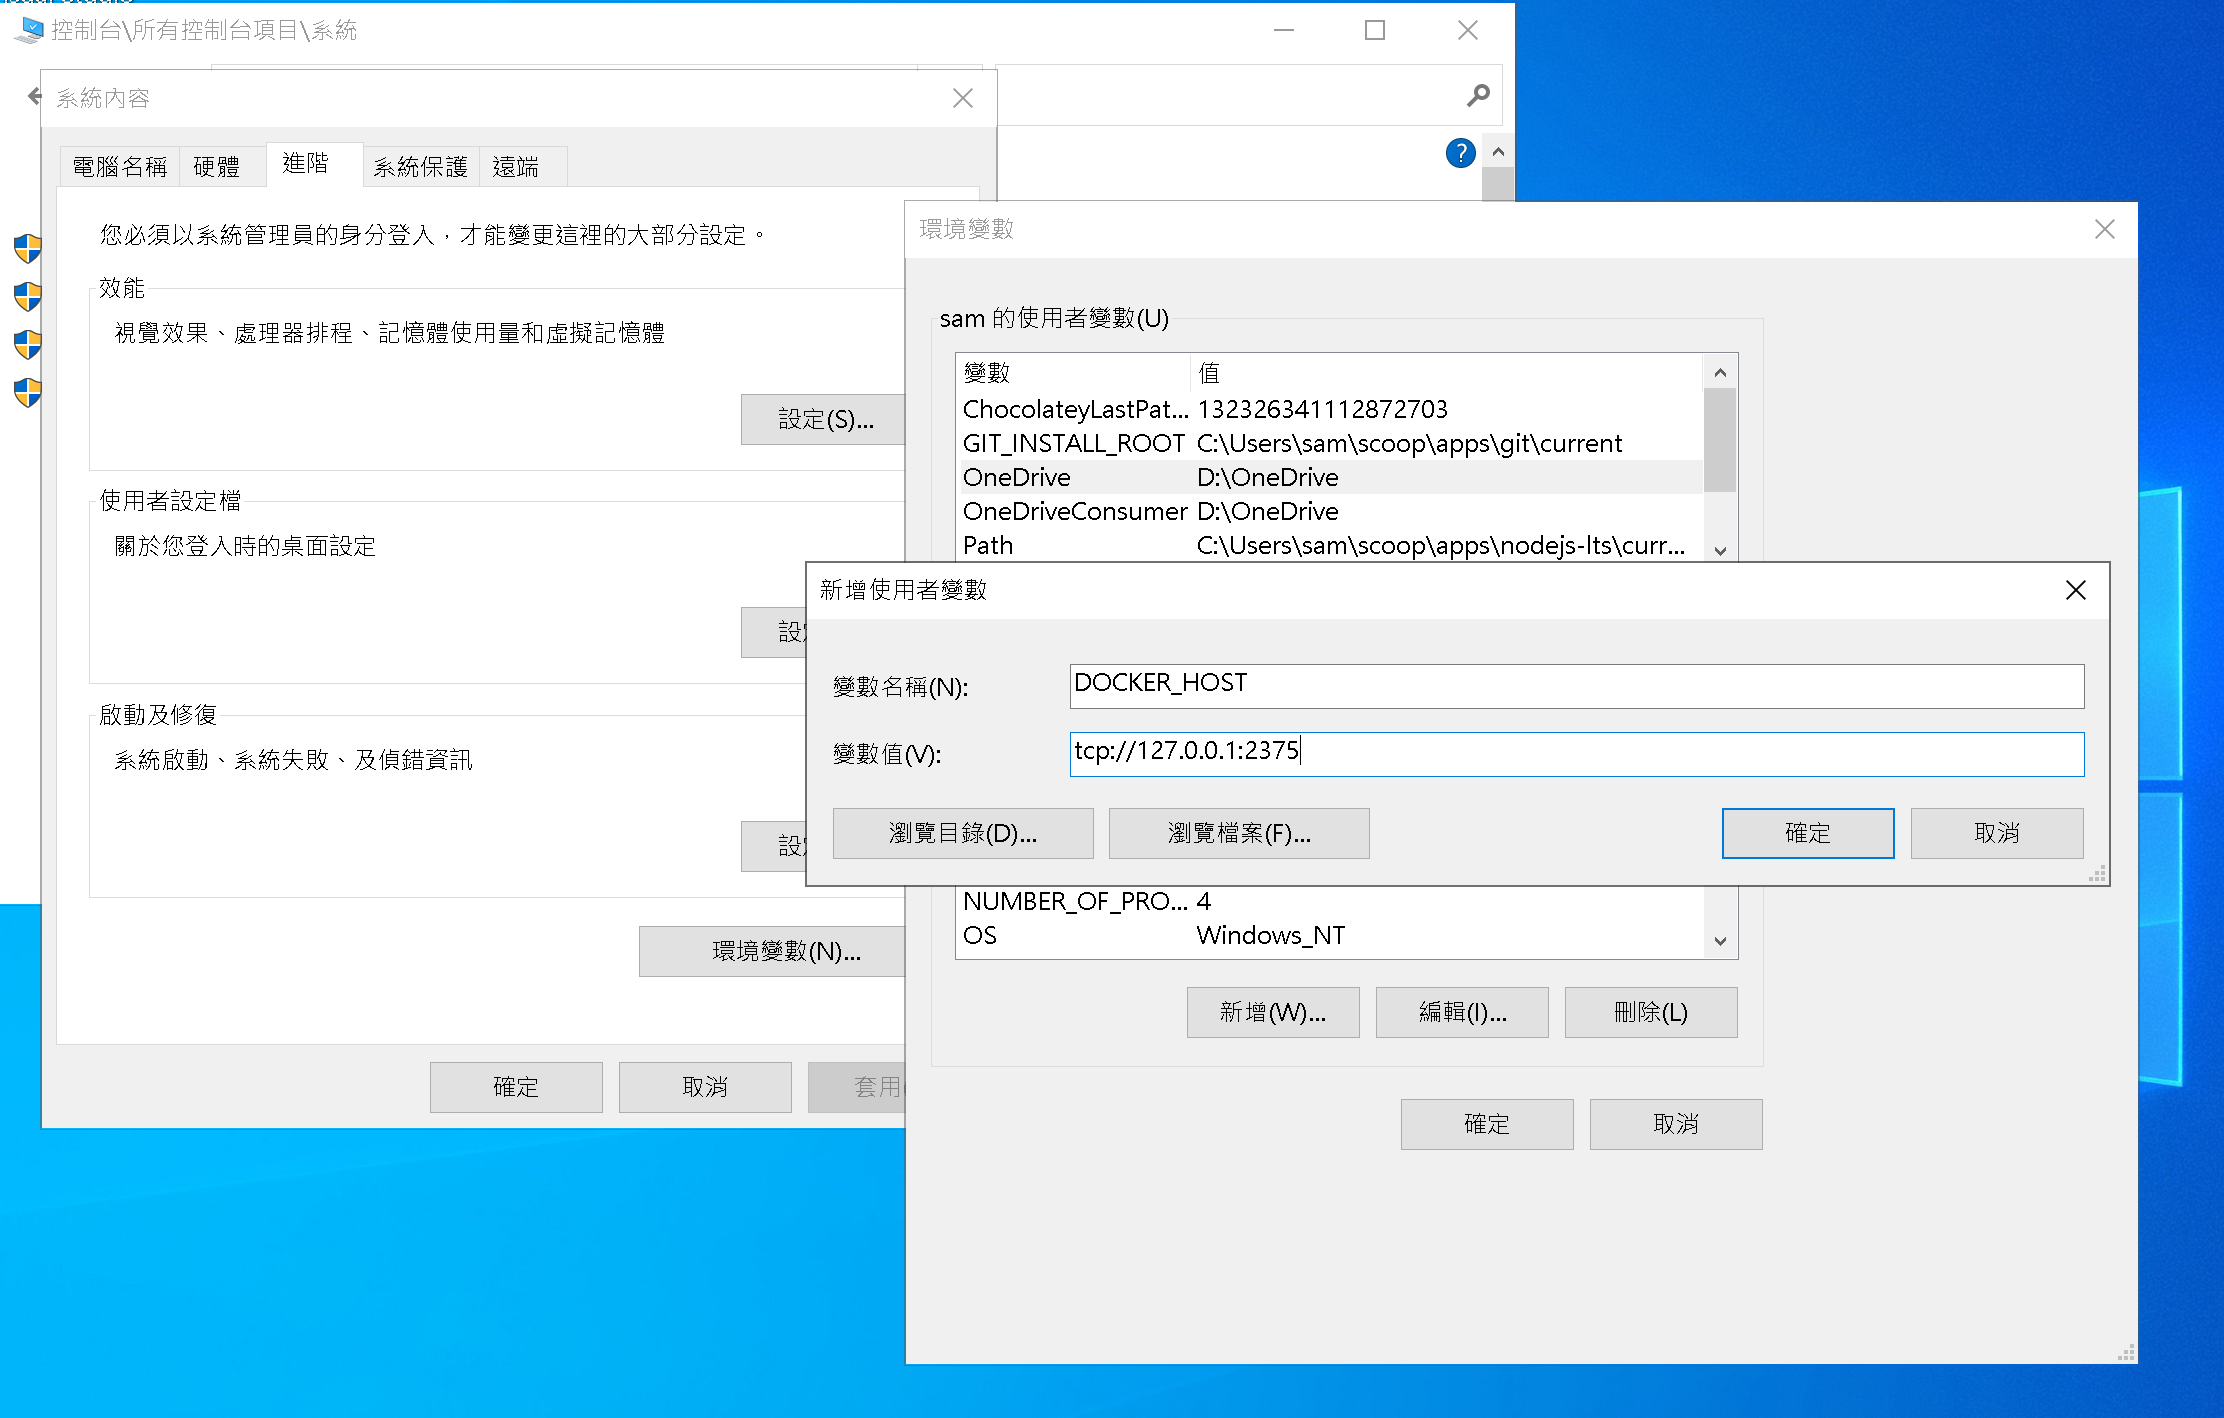 控制台\所有控制台項目\系統
系統內容
電腦名稱
硬體
進階
系統保護
遠端
您必須以系統管理員的身分登入，才能變更這裡的大部分設定。
效能
視覺效果、處理器排程、記憶體使用量和虛擬記憶體
設定(S)...
使用者設定檔
關於您登入時的桌面設定
啟動及修復
系統啟動、系統失敗、及偵錯資訊
環境變數(N)...
確定
取消
套用
環境變數
sam 的使用者變數(U)
變數 值
ChocolateyLastPat... 132326341112872703
GIT_INSTALL_ROOT C:\Users\sam\scoop\apps\git\current
OneDrive D:\OneDrive
OneDriveConsumer D:\OneDrive
Path C:\Users\sam\scoop\apps\nodejs-lts\curr...
新增使用者變數
變數名稱(N): DOCKER_HOST
變數值(V): tcp://127.0.0.1:2375
瀏覽目錄(D)...
瀏覽檔案(F)...
確定
取消
NUMBER_OF_PRO... 4
OS Windows_NT
新增(W)...
編輯(I)...
刪除(L)
確定
取消